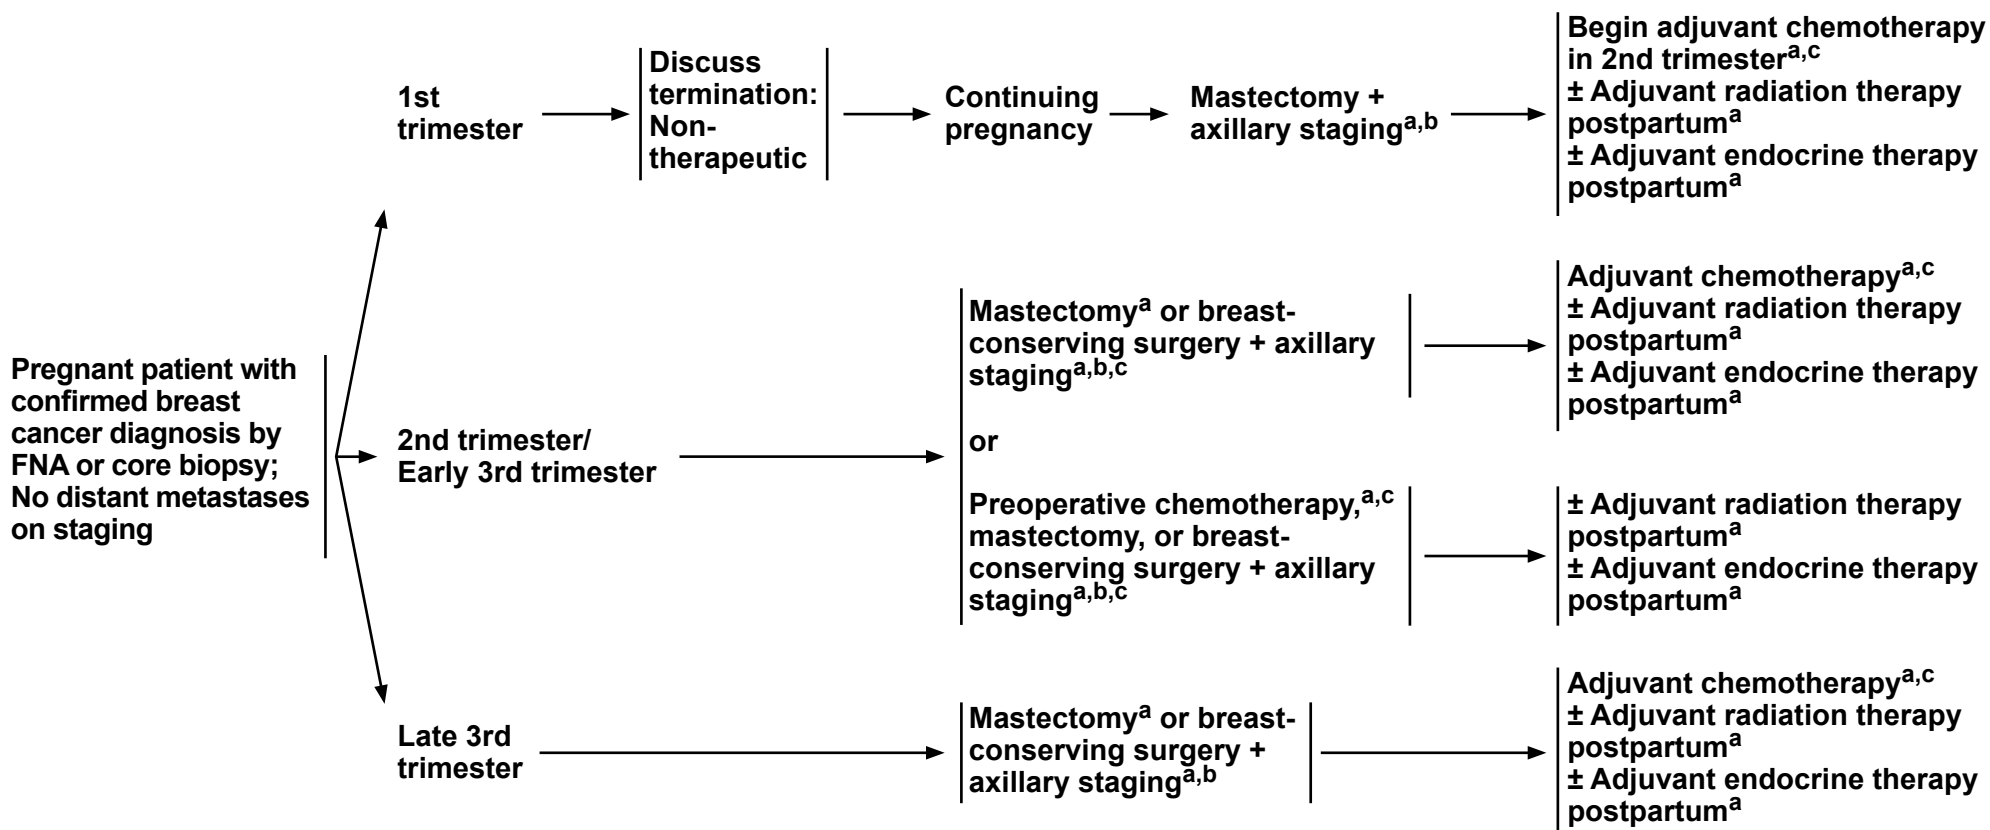 Pregnant patient with
confirmed breast
cancer diagnosis by
FNA or core biopsy;
No distant metastases
on staging
1st
trimester
Discuss
termination:
Non-
therapeutic
Continuing
pregnancy
Mastectomy +
axillary staging^a,b
Begin adjuvant chemotherapy
in 2nd trimester^a,c
± Adjuvant radiation therapy
postpartum^a
± Adjuvant endocrine therapy
postpartum^a
2nd trimester/
Early 3rd trimester
Mastectomy^a or breast-
conserving surgery + axillary
staging^a,b,c
or
Preoperative chemotherapy,^a,c
mastectomy, or breast-
conserving surgery + axillary
staging^a,b,c
Adjuvant chemotherapy^a,c
± Adjuvant radiation therapy
postpartum^a
± Adjuvant endocrine therapy
postpartum^a
± Adjuvant radiation therapy
postpartum^a
± Adjuvant endocrine therapy
postpartum^a
Late 3rd
trimester
Mastectomy^a or breast-
conserving surgery +
axillary staging^a,b
Adjuvant chemotherapy^a,c
± Adjuvant radiation therapy
postpartum^a
± Adjuvant endocrine therapy
postpartum^a